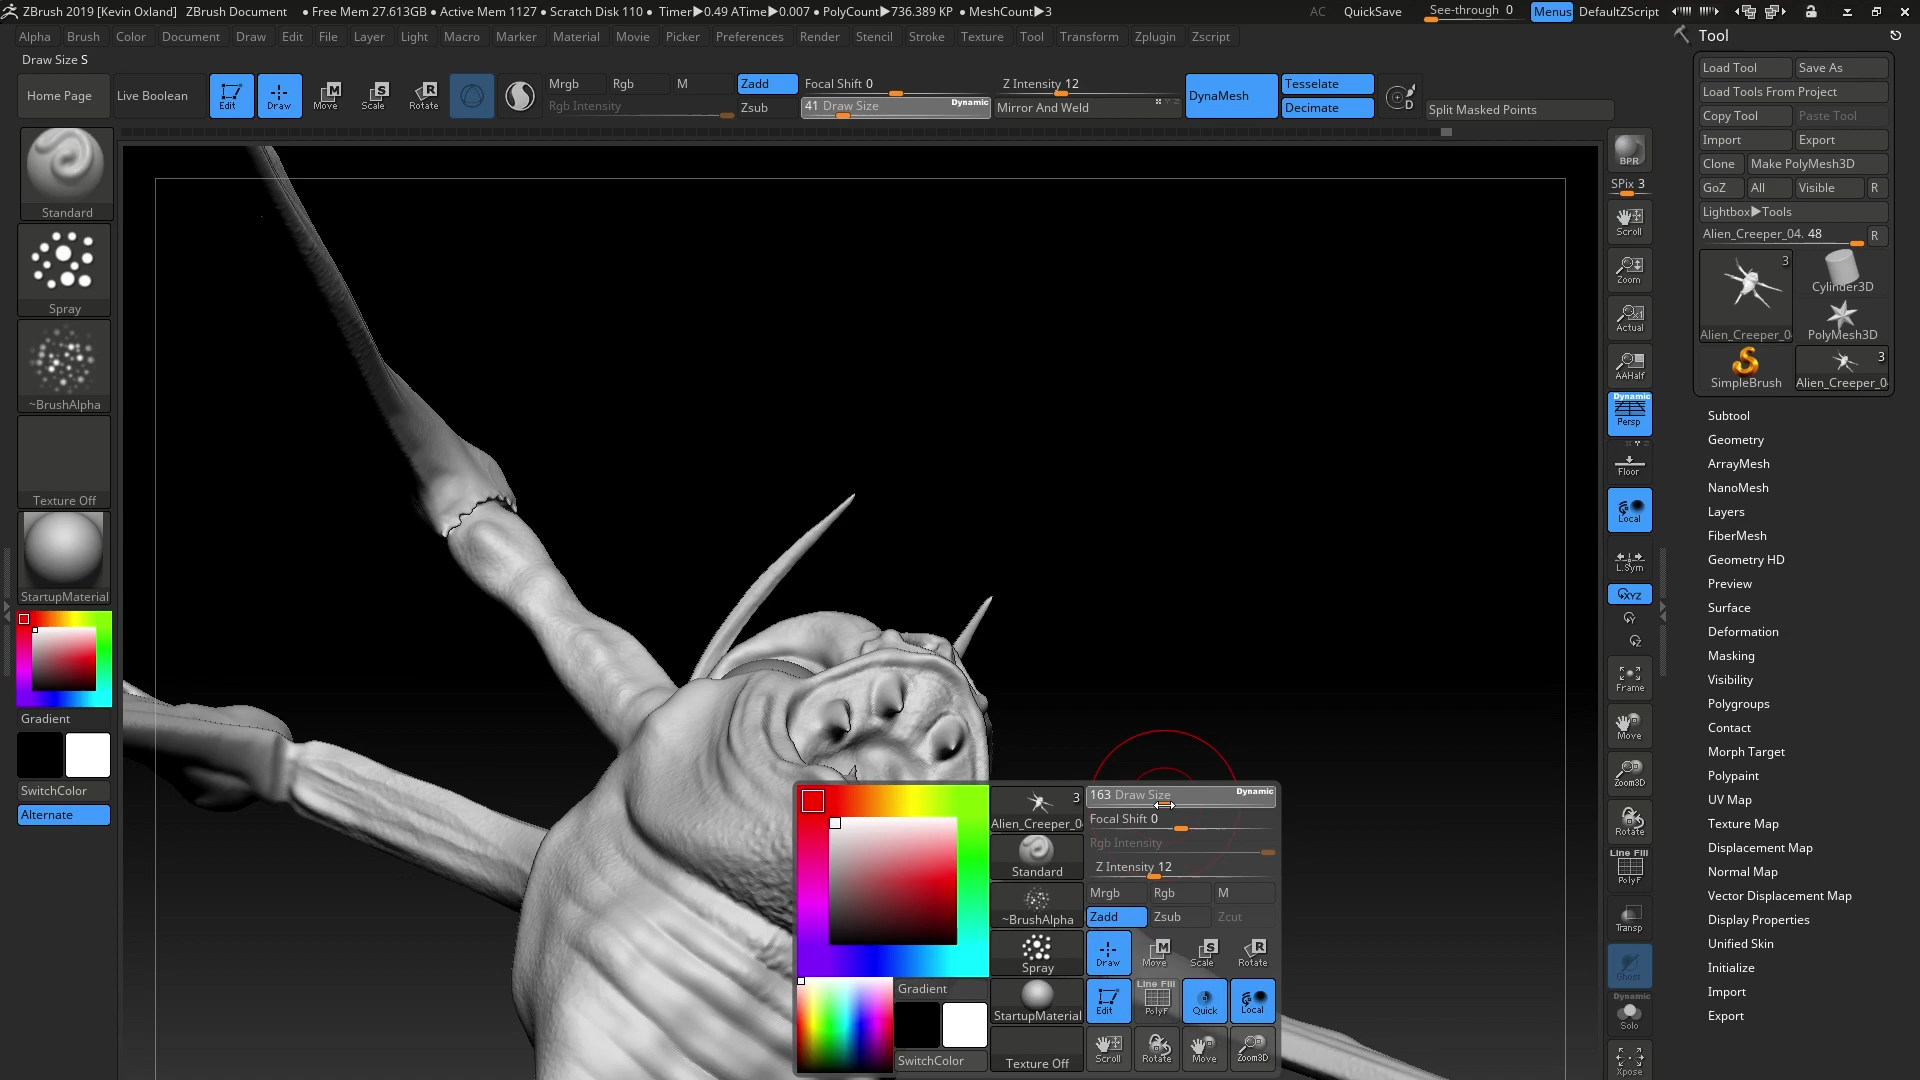 ZBrush 2019 [Kevin Oxland] ZBrush Document • Free Mem 27.613GB • Active Mem 1127 • Scratch Disk 110 • Timer▶0.49 ATime▶0.007 • PolyCount▶736.389 KP • MeshCount▶3 AC QuickSave See-through 0 Menus DefaultZScript
Alpha Brush Color Document Draw Edit File Layer Light Macro Marker Material Movie Picker Preferences Render Stencil Stroke Texture Tool Transform Zplugin Zscript
Draw Size S
Home Page Live Boolean Edit Draw Move Scale Rotate
Mrgb Rgb M Zadd Focal Shift 0 Z Intensity 12 DynaMesh Tesselate
Rgb Intensity Zsub 41 Draw Size Dynamic Mirror And Weld Decimate Split Masked Points
Standard
Spray
~BrushAlpha
Texture Off
StartupMaterial
Gradient
SwitchColor
Alternate
Alien_Creeper_0 3
Standard
~BrushAlpha
Spray
StartupMaterial
Texture Off
Gradient
SwitchColor
163 Draw Size Dynamic
Focal Shift 0
Rgb Intensity
Z Intensity 12
Mrgb Rgb M
Zadd Zsub Zcut
Draw Move Scale Rotate
Edit Line Fill PolyF Quick Local
Scroll Rotate Move Zoom3D
BPR
SPix 3
Scroll
Zoom
Actual
AAHalf
Dynamic
Persp
Floor
Local
L.Sym
XYZ
Y
Z
Frame
Move
Zoom3D
Rotate
Line Fill
PolyF
Transp
Ghost
Dynamic
Solo
Xpose
Tool
Load Tool Save As
Load Tools From Project
Copy Tool Paste Tool
Import Export
Clone Make PolyMesh3D
GoZ All Visible R
Lightbox▶Tools
Alien_Creeper_04. 48 R
3
Cylinder3D
Alien_Creeper_0 PolyMesh3D
3
SimpleBrush Alien_Creeper_0
Subtool
Geometry
ArrayMesh
NanoMesh
Layers
FiberMesh
Geometry HD
Preview
Surface
Deformation
Masking
Visibility
Polygroups
Contact
Morph Target
Polypaint
UV Map
Texture Map
Displacement Map
Normal Map
Vector Displacement Map
Display Properties
Unified Skin
Initialize
Import
Export